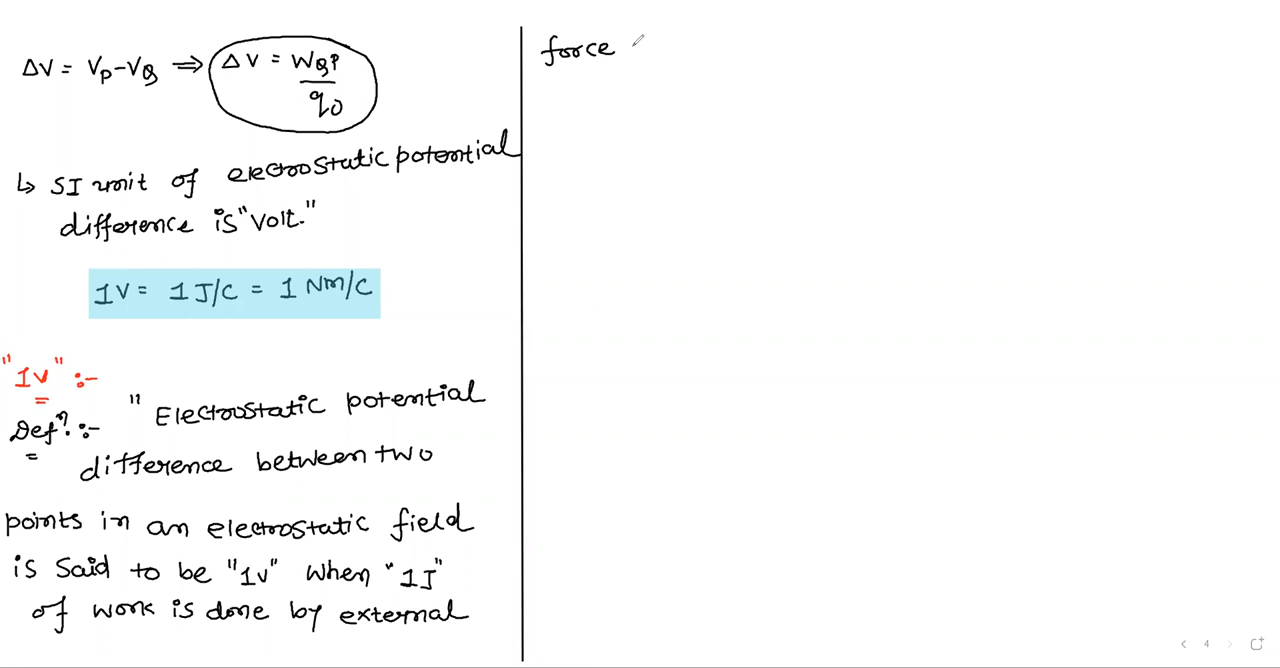 ΔV = Vp-VQ ⇒ ΔV = WQP/q0
↳ SI unit of electrostatic potential
difference is "Volt."
1V = 1 J/C = 1 Nm/C
"1V" :-
Defⁿ. :- " Electrostatic potential
difference between two
points in an electrostatic field
is said to be "1V" when "1J"
of work is done by external
force
4